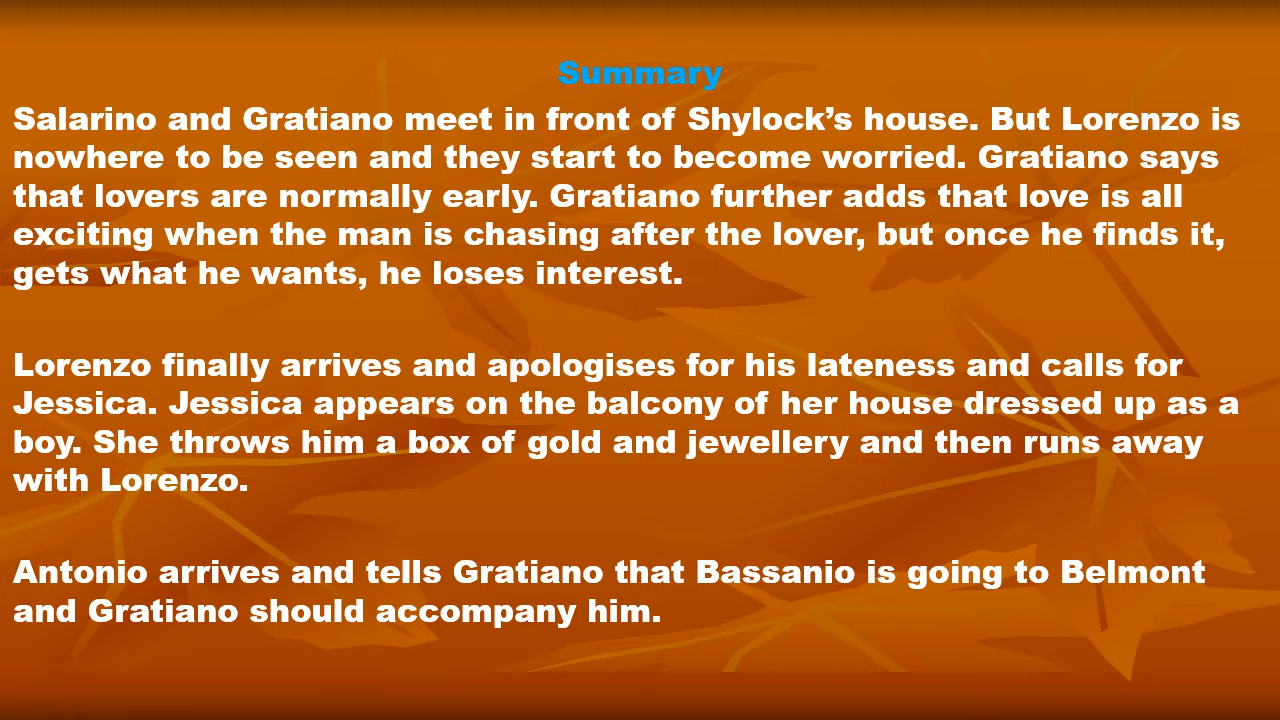 Summary
Salarino and Gratiano meet in front of Shylock’s house. But Lorenzo is
nowhere to be seen and they start to become worried. Gratiano says
that lovers are normally early. Gratiano further adds that love is all
exciting when the man is chasing after the lover, but once he finds it,
gets what he wants, he loses interest.
Lorenzo finally arrives and apologises for his lateness and calls for
Jessica. Jessica appears on the balcony of her house dressed up as a
boy. She throws him a box of gold and jewellery and then runs away
with Lorenzo.
Antonio arrives and tells Gratiano that Bassanio is going to Belmont
and Gratiano should accompany him.